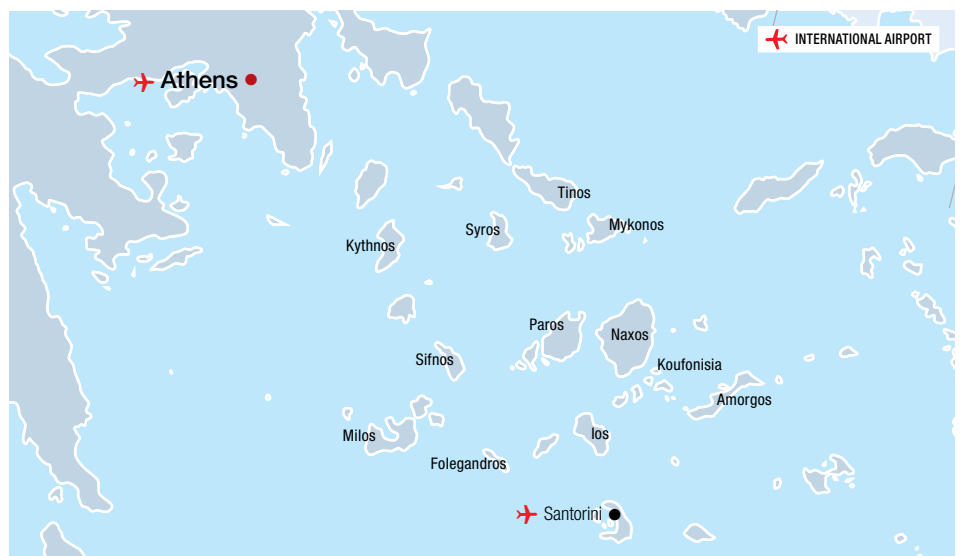 INTERNATIONAL AIRPORT
Athens
Tinos
Mykonos
Syros
Kythnos
Paros
Naxos
Sifnos
Koufonisia
Amorgos
Milos
Ios
Folegandros
Santorini